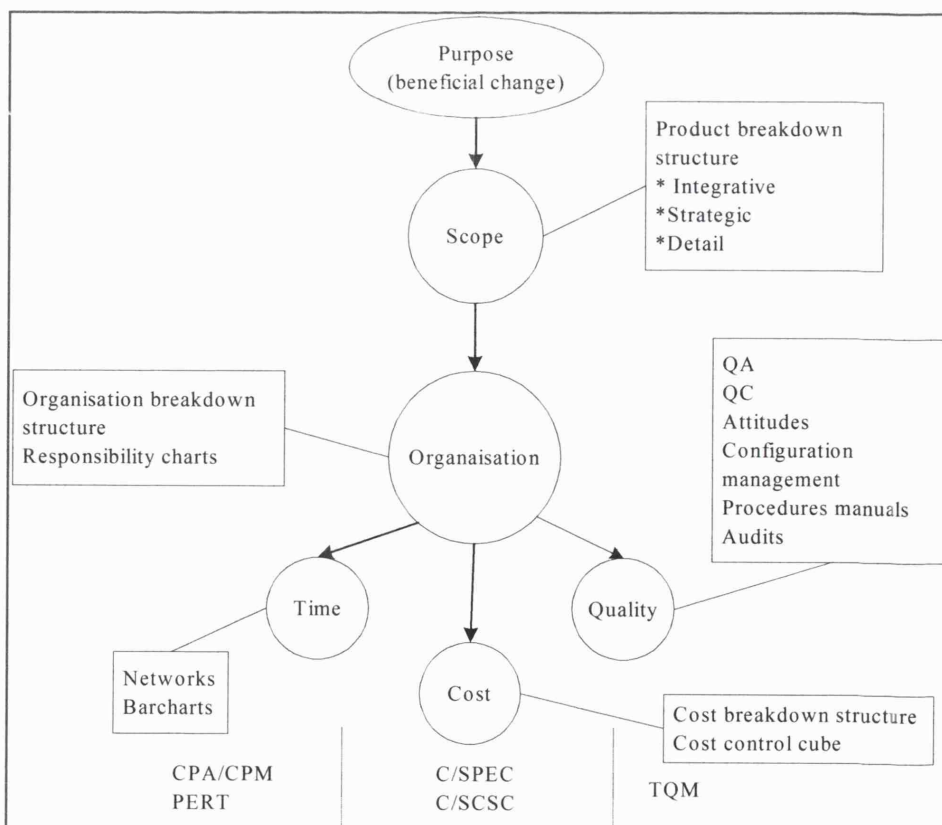 Purpose
(beneficial change)
Product breakdown
structure
* Integrative
*Strategic
*Detail
Scope
QA
QC
Attitudes
Configuration
management
Procedures manuals
Audits
Organisation breakdown
structure
Responsibility charts
Organaisation
Time
Quality
Networks
Barcharts
Cost
Cost breakdown structure
Cost control cube
CPA/CPM
PERT
C/SPEC
C/SCSC
TQM